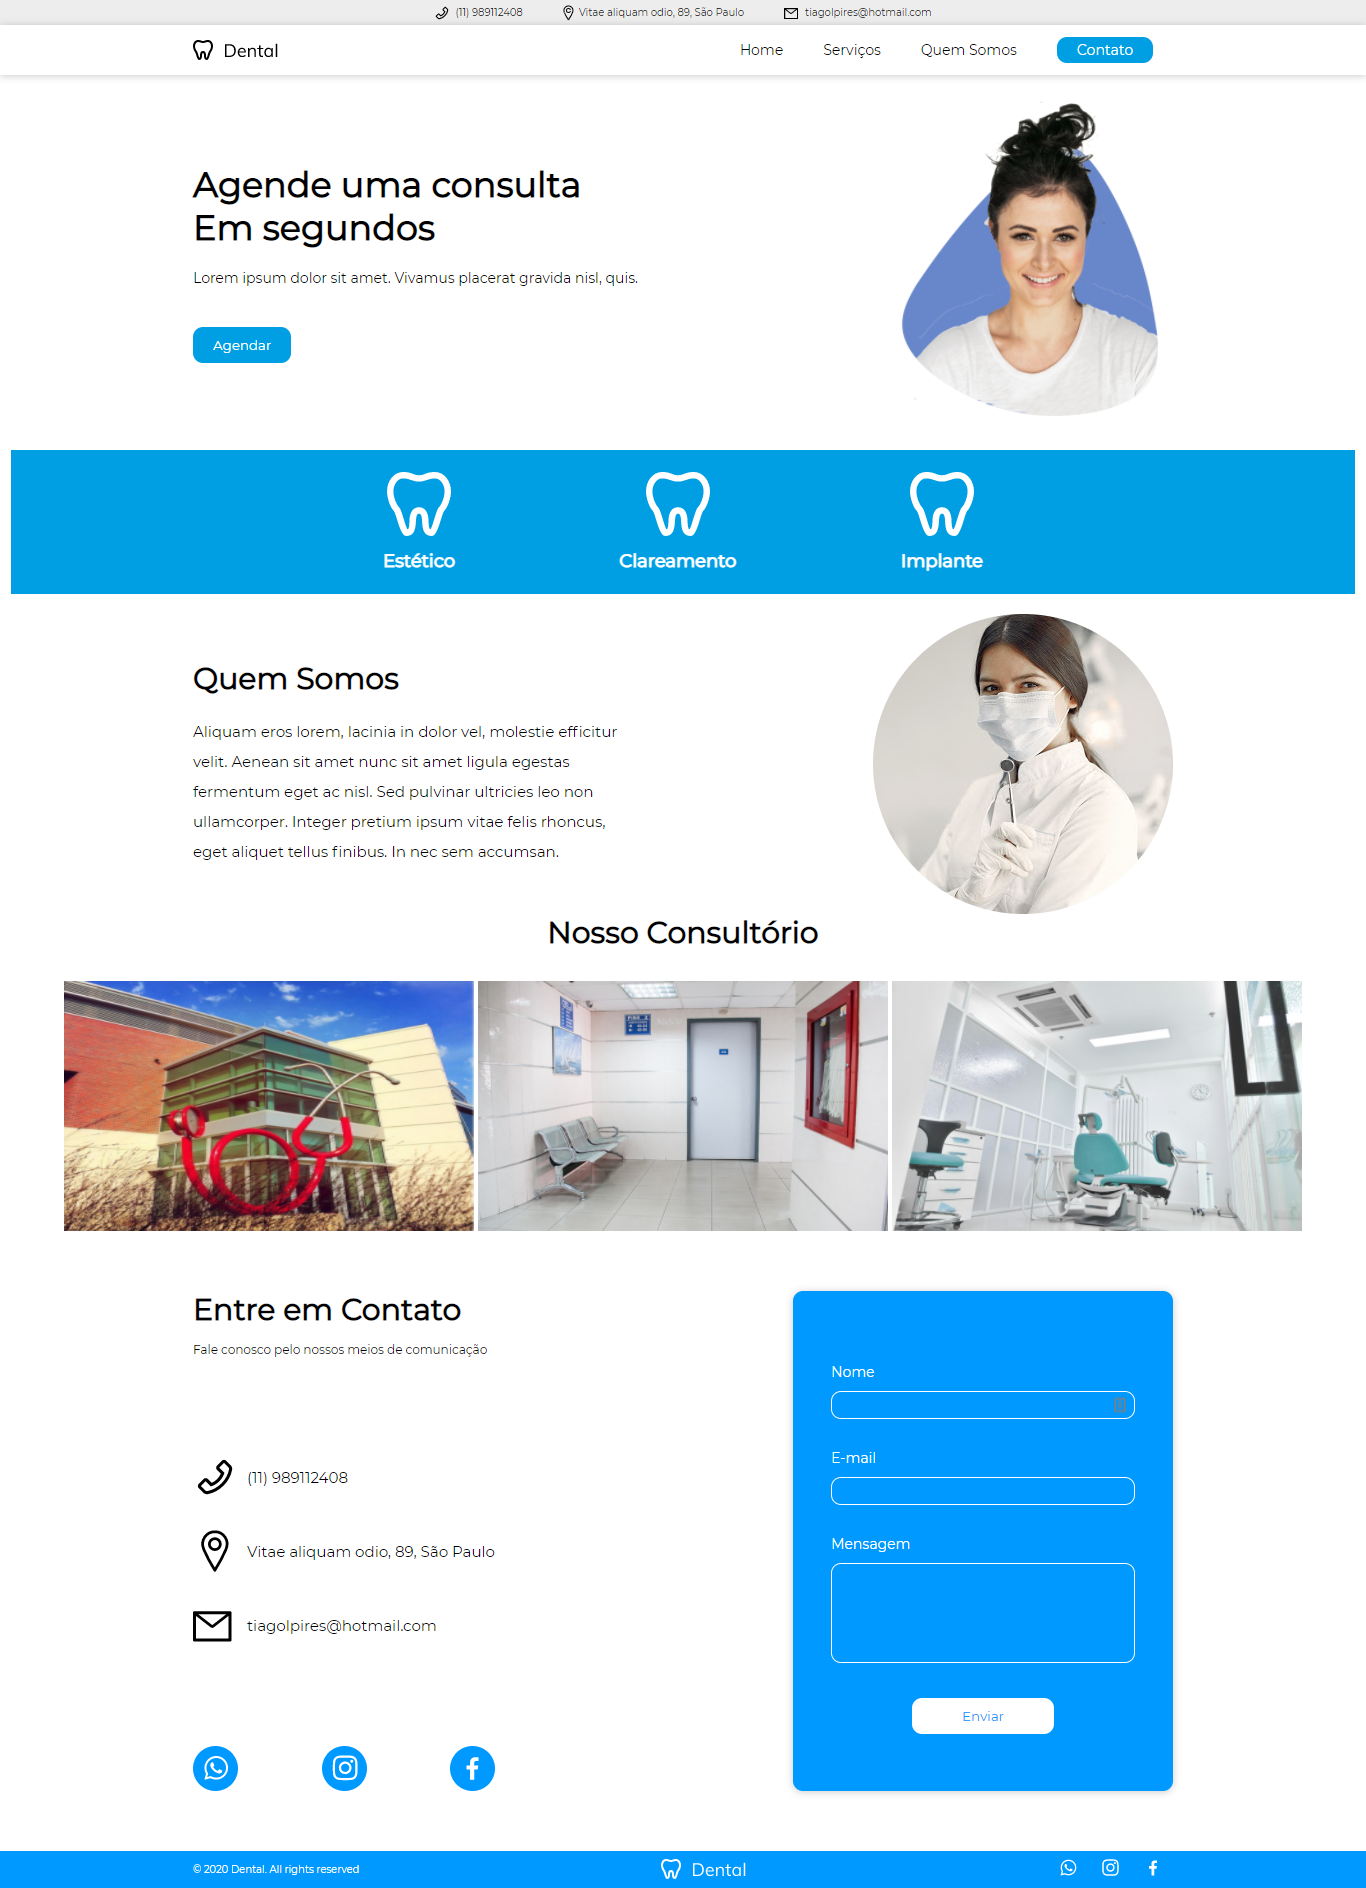 (11) 989112408
Vitae aliquam odio, 89, São Paulo
tiagolpires@hotmail.com
Dental
Home
Serviços
Quem Somos
Contato
Agende uma consulta
Em segundos
Lorem ipsum dolor sit amet. Vivamus placerat gravida nisl, quis.
Agendar
Estético
Clareamento
Implante
Quem Somos
Aliquam eros lorem, lacinia in dolor vel, molestie efficitur
velit. Aenean sit amet nunc sit amet ligula egestas
fermentum eget ac nisl. Sed pulvinar ultricies leo non
ullamcorper. Integer pretium ipsum vitae felis rhoncus,
eget aliquet tellus finibus. In nec sem accumsan.
Nosso Consultório
Entre em Contato
Fale conosco pelo nossos meios de comunicação
(11) 989112408
Vitae aliquam odio, 89, São Paulo
tiagolpires@hotmail.com
Nome
E-mail
Mensagem
Enviar
© 2020 Dental. All rights reserved
Dental